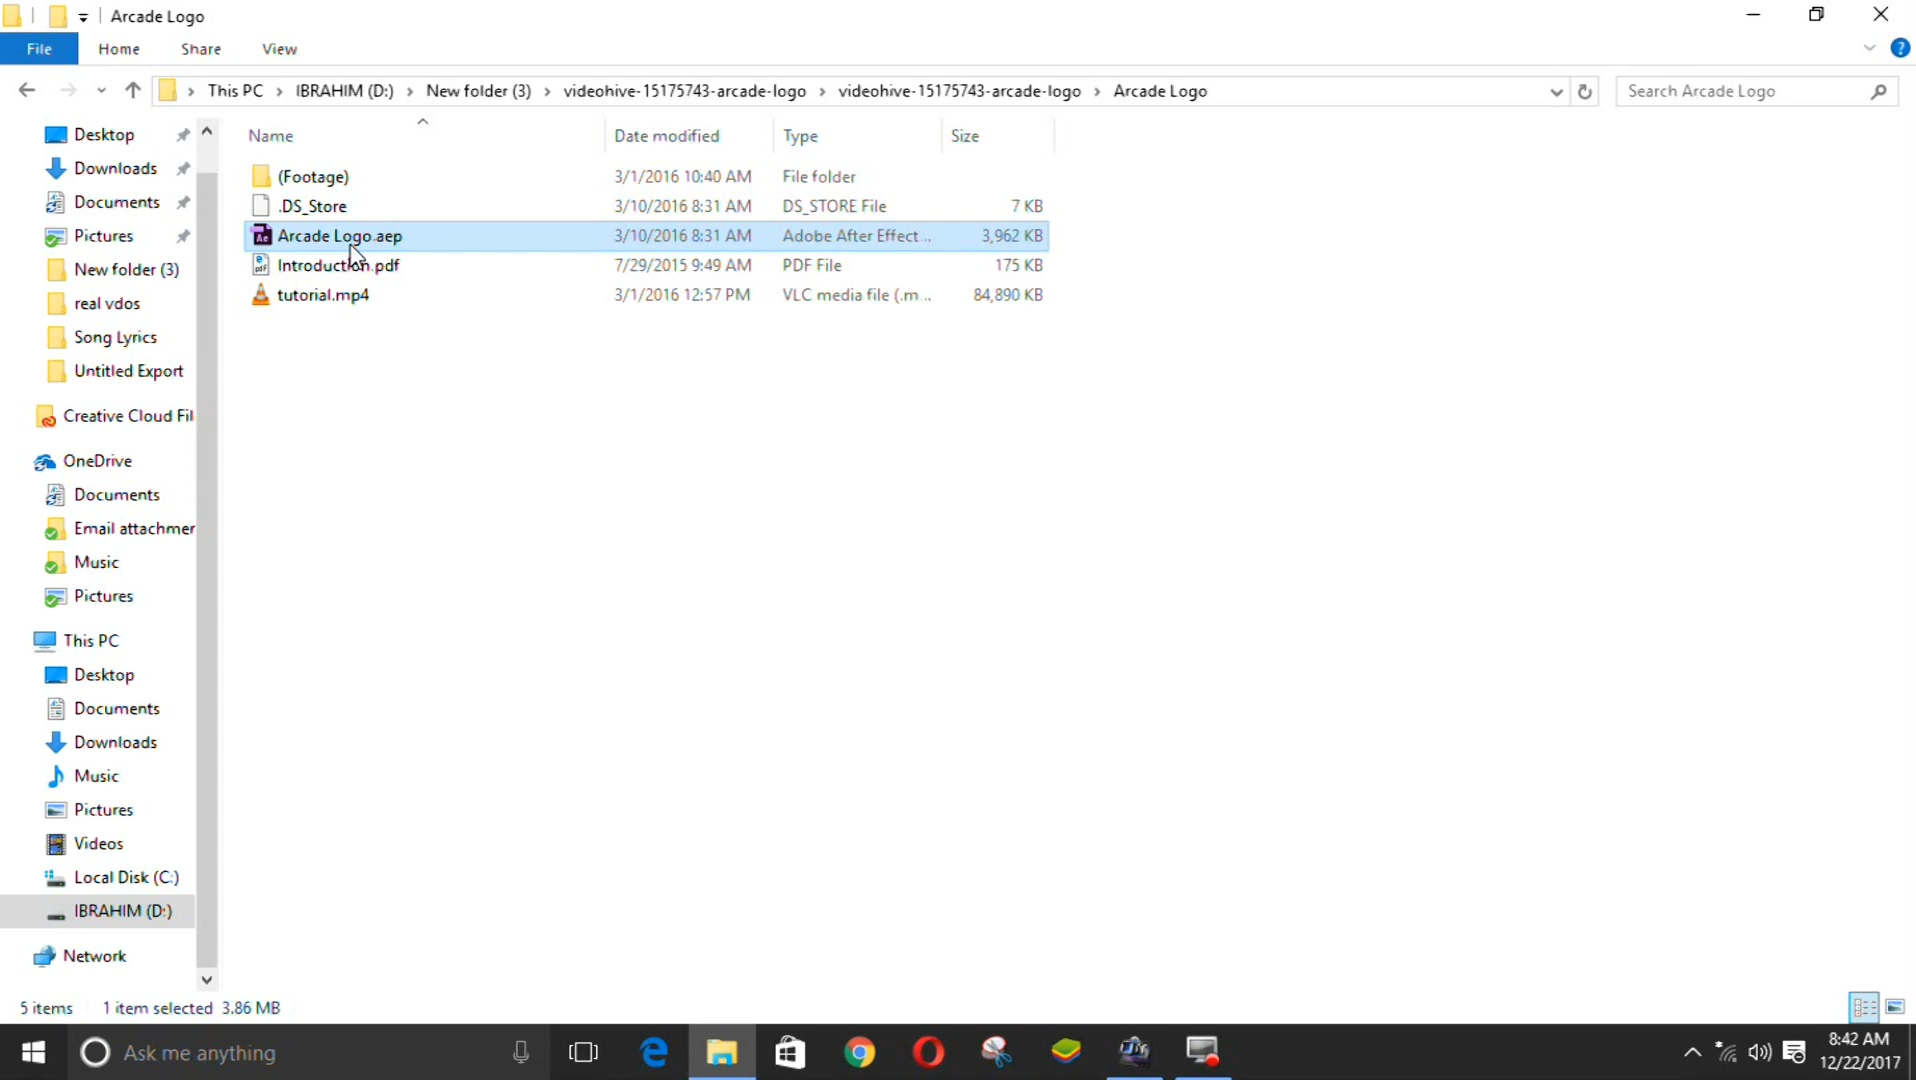 Arcade Logo
File Home Share View
This PC IBRAHIM (D:) New folder (3) videohive-15175743-arcade-logo videohive-15175743-arcade-logo Arcade Logo
Search Arcade Logo
Name Date modified Type Size
(Footage) 3/1/2016 10:40 AM File folder
.DS_Store 3/10/2016 8:31 AM DS_STORE File 7 KB
Arcade Logo.aep 3/10/2016 8:31 AM Adobe After Effect... 3,962 KB
Introduction.pdf 7/29/2015 9:49 AM PDF File 175 KB
tutorial.mp4 3/1/2016 12:57 PM VLC media file (.m... 84,890 KB
Desktop
Downloads
Documents
Pictures
New folder (3)
real vdos
Song Lyrics
Untitled Export
Creative Cloud Fil
OneDrive
Documents
Email attachmer
Music
Pictures
This PC
Desktop
Documents
Downloads
Music
Pictures
Videos
Local Disk (C:)
IBRAHIM (D:)
Network
5 items 1 item selected 3.86 MB
Ask me anything
8:42 AM
12/22/2017